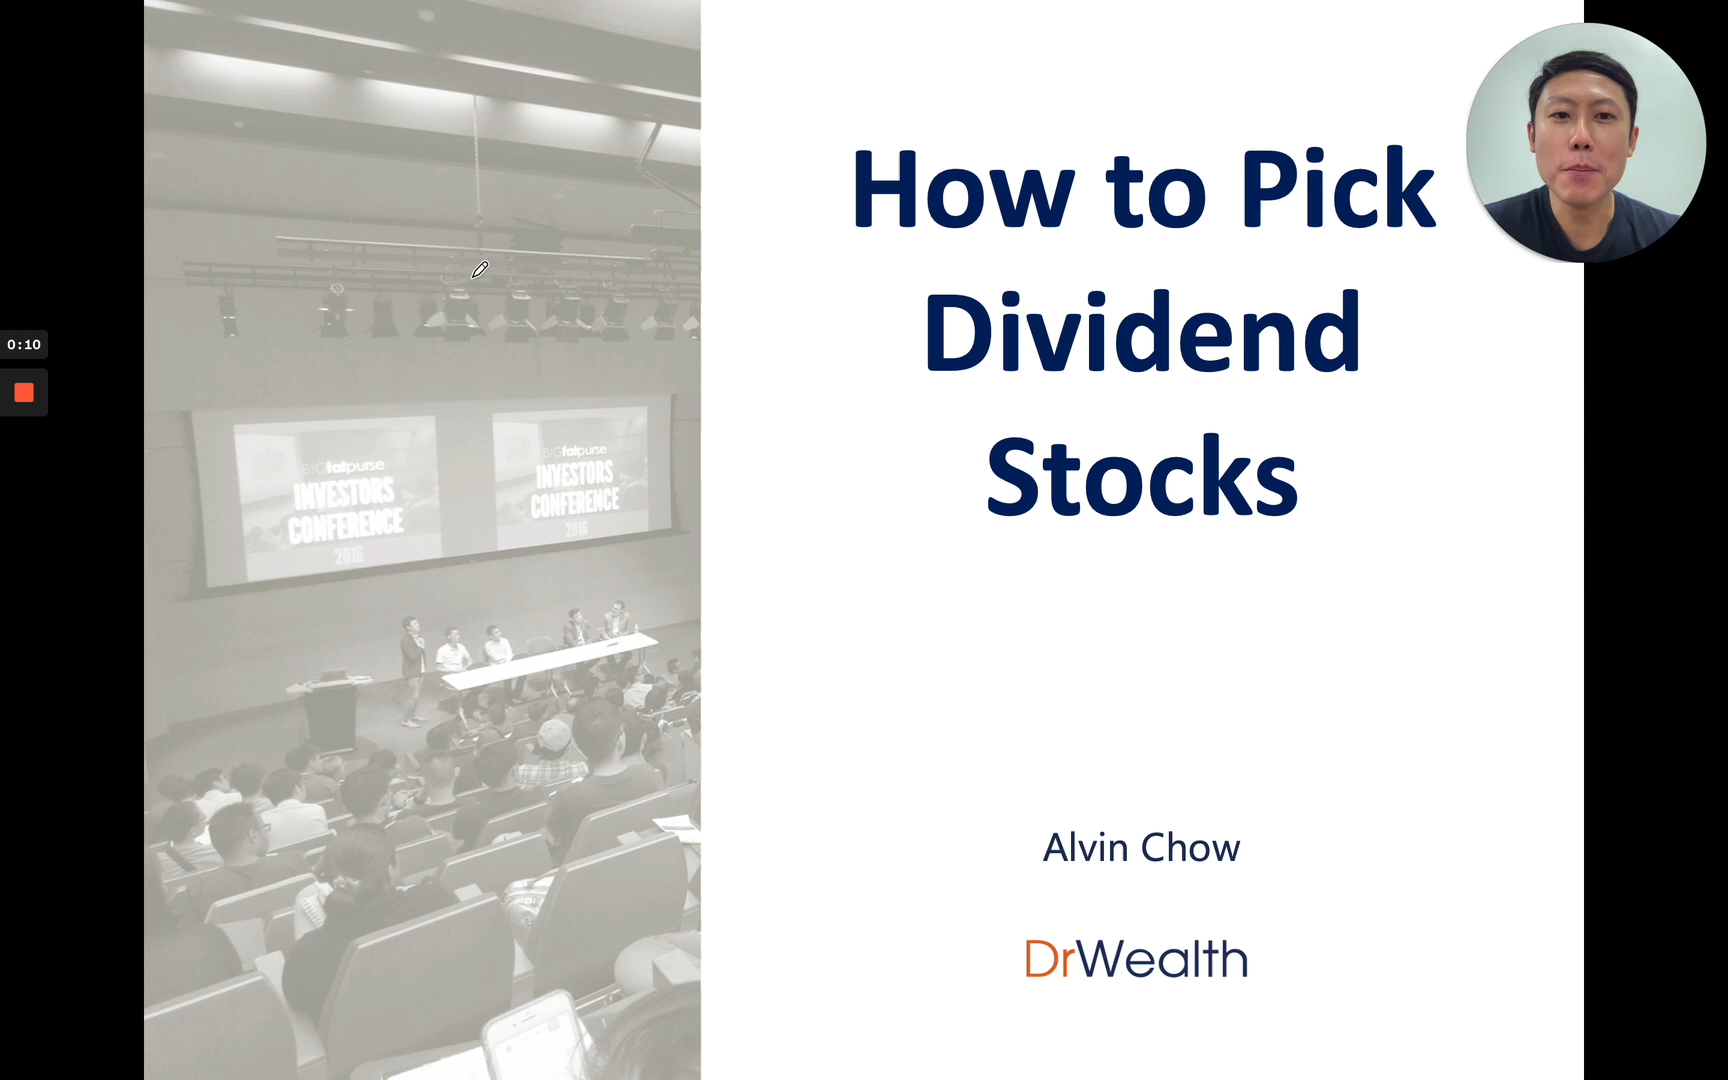 0:10
BIGfatpurse
INVESTORS
CONFERENCE
2016
BIGfatpurse
INVESTORS
CONFERENCE
2016
How to Pick
Dividend
Stocks
Alvin Chow
DrWealth